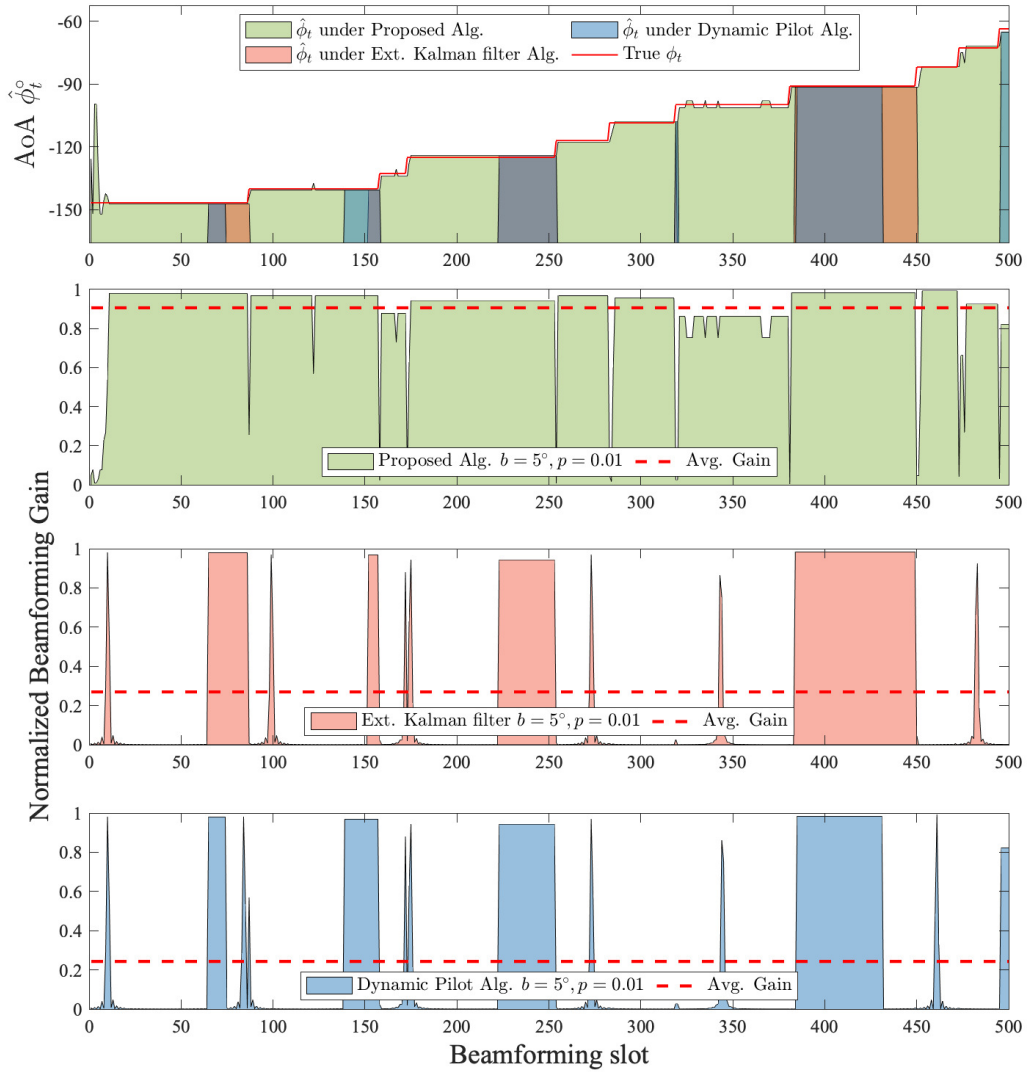 -60
-90
-120
-150
AoA φ̂°_t
φ̂_t under Proposed Alg.
φ̂_t under Dynamic Pilot Alg.
φ̂_t under Ext. Kalman filter Alg.
True φ_t
0 50 100 150 200 250 300 350 400 450 500
Normalized Beamforming Gain
1
0.8
0.6
0.4
0.2
0
Proposed Alg. b = 5°, p = 0.01 Avg. Gain
0 50 100 150 200 250 300 350 400 450 500
1
0.8
0.6
0.4
0.2
0
Ext. Kalman filter b = 5°, p = 0.01 Avg. Gain
0 50 100 150 200 250 300 350 400 450 500
1
0.8
0.6
0.4
0.2
0
Dynamic Pilot Alg. b = 5°, p = 0.01 Avg. Gain
0 50 100 150 200 250 300 350 400 450 500
Beamforming slot